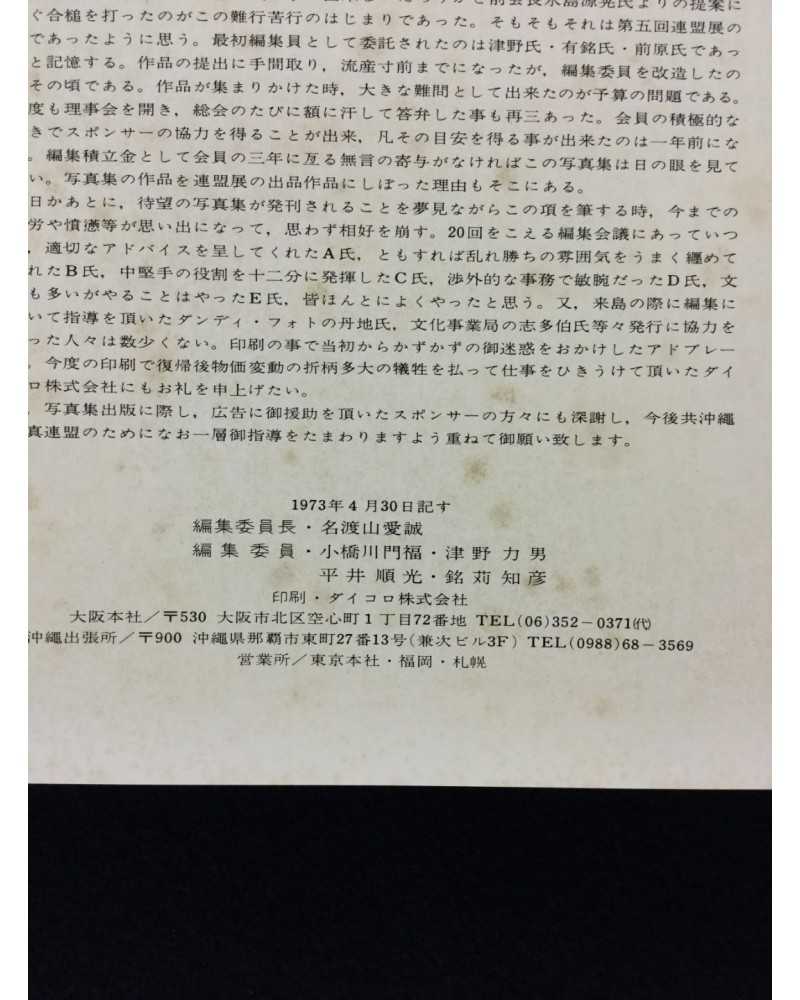 前会長永島源晃氏よりの提案に
ぐ合槌を打ったのがこの難行苦行のはじまりであった。そもそもそれは第五回連盟展の
であったように思う。最初編集員として委託されたのは津野氏・有銘氏・前原氏であっ
と記憶する。作品の提出に手間取り，流産寸前までになったが，編集委員を改造したの
その頃である。作品が集まりかけた時，大きな難問として出来たのが予算の問題である。
度も理事会を開き，総会のたびに額に汗して答弁した事も再三あった。会員の積極的な
きでスポンサーの協力を得ることが出来，凡その目安を得る事が出来たのは一年前にな
。編集積立金として会員の三年に亙る無言の寄与がなければこの写真集は日の眼を見て
い。写真集の作品を連盟展の出品作品にしぼった理由もそこにある。
日かあとに，待望の写真集が発刊されることを夢見ながらこの項を筆する時，今までの
労や憤懣等が思い出になって，思わず相好を崩す。20回をこえる編集会議にあっていつ
，適切なアドバイスを呈してくれたA氏，ともすれば乱れ勝ちの雰囲気をうまく纏めて
れたB氏，中堅手の役割を十二分に発揮したC氏，渉外的な事務で敏腕だったD氏，文
も多いがやることはやったE氏，皆ほんとによくやったと思う。又，来島の際に編集に
いて指導を頂いたダンディ・フォトの丹地氏，文化事業局の志多伯氏等々発行に協力を
った人々は数少くない。印刷の事で当初からかずかずの御迷惑をおかけしたアドブレー
。今度の印刷で復帰後物価変動の折柄多大の犠牲を払って仕事をひきうけて頂いたダイ
ロ株式会社にもお礼を申上げたい。
，写真集出版に際し，広告に御援助を頂いたスポンサーの方々にも深謝し，今後共沖繩
真連盟のためになお一層御指導をたまわりますよう重ねて御願い致します。
1973年4月30日記す
編集委員長・名渡山愛誠
編集委員・小橋川門福・津野力男
平井順光・銘苅知彦
印刷・ダイコロ株式会社
大阪本社／〒530 大阪市北区空心町1丁目72番地 TEL(06)352－0371㈹
沖繩出張所／〒900 沖繩県那覇市東町27番13号(兼次ビル3F) TEL(0988)68－3569
営業所／東京本社・福岡・札幌